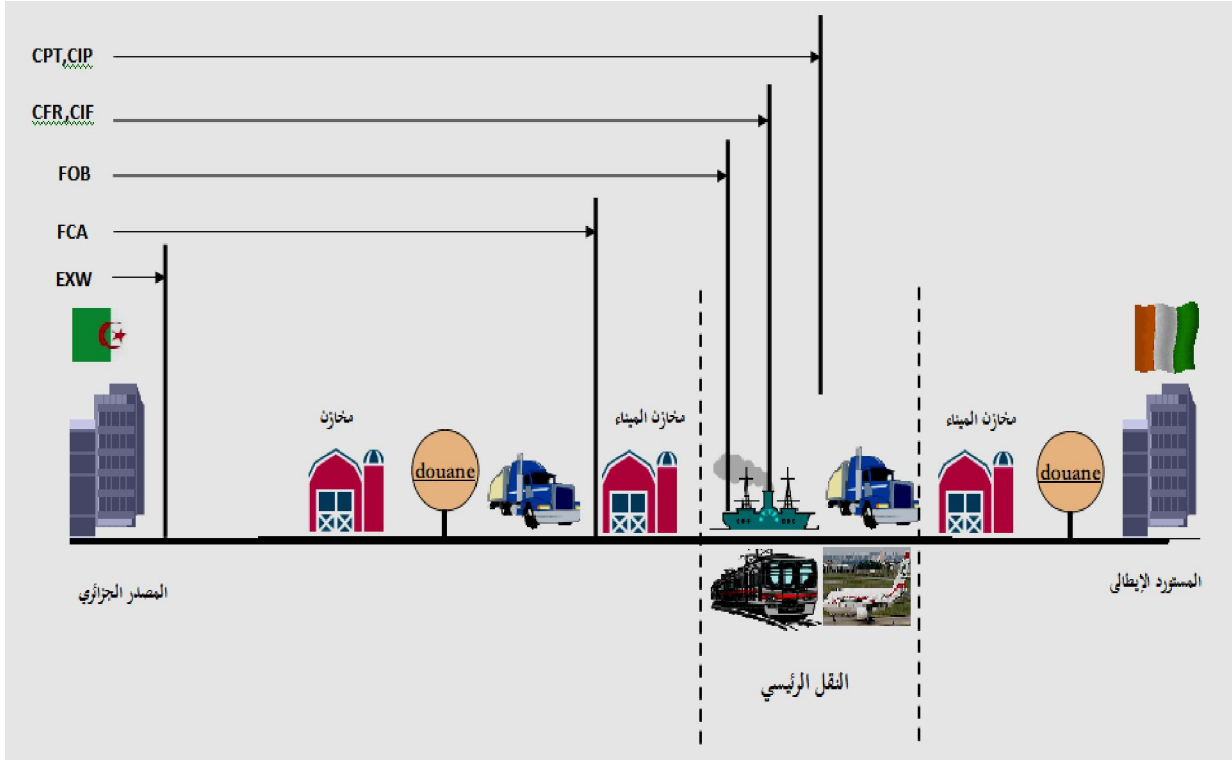 CPT,CIP
CFR,CIF
FOB
FCA
EXW
مخازن
مخازن الميناء
مخازن الميناء
douane
douane
المصدر الجزائري
المستورد الإيطالي
النقل الرئيسي